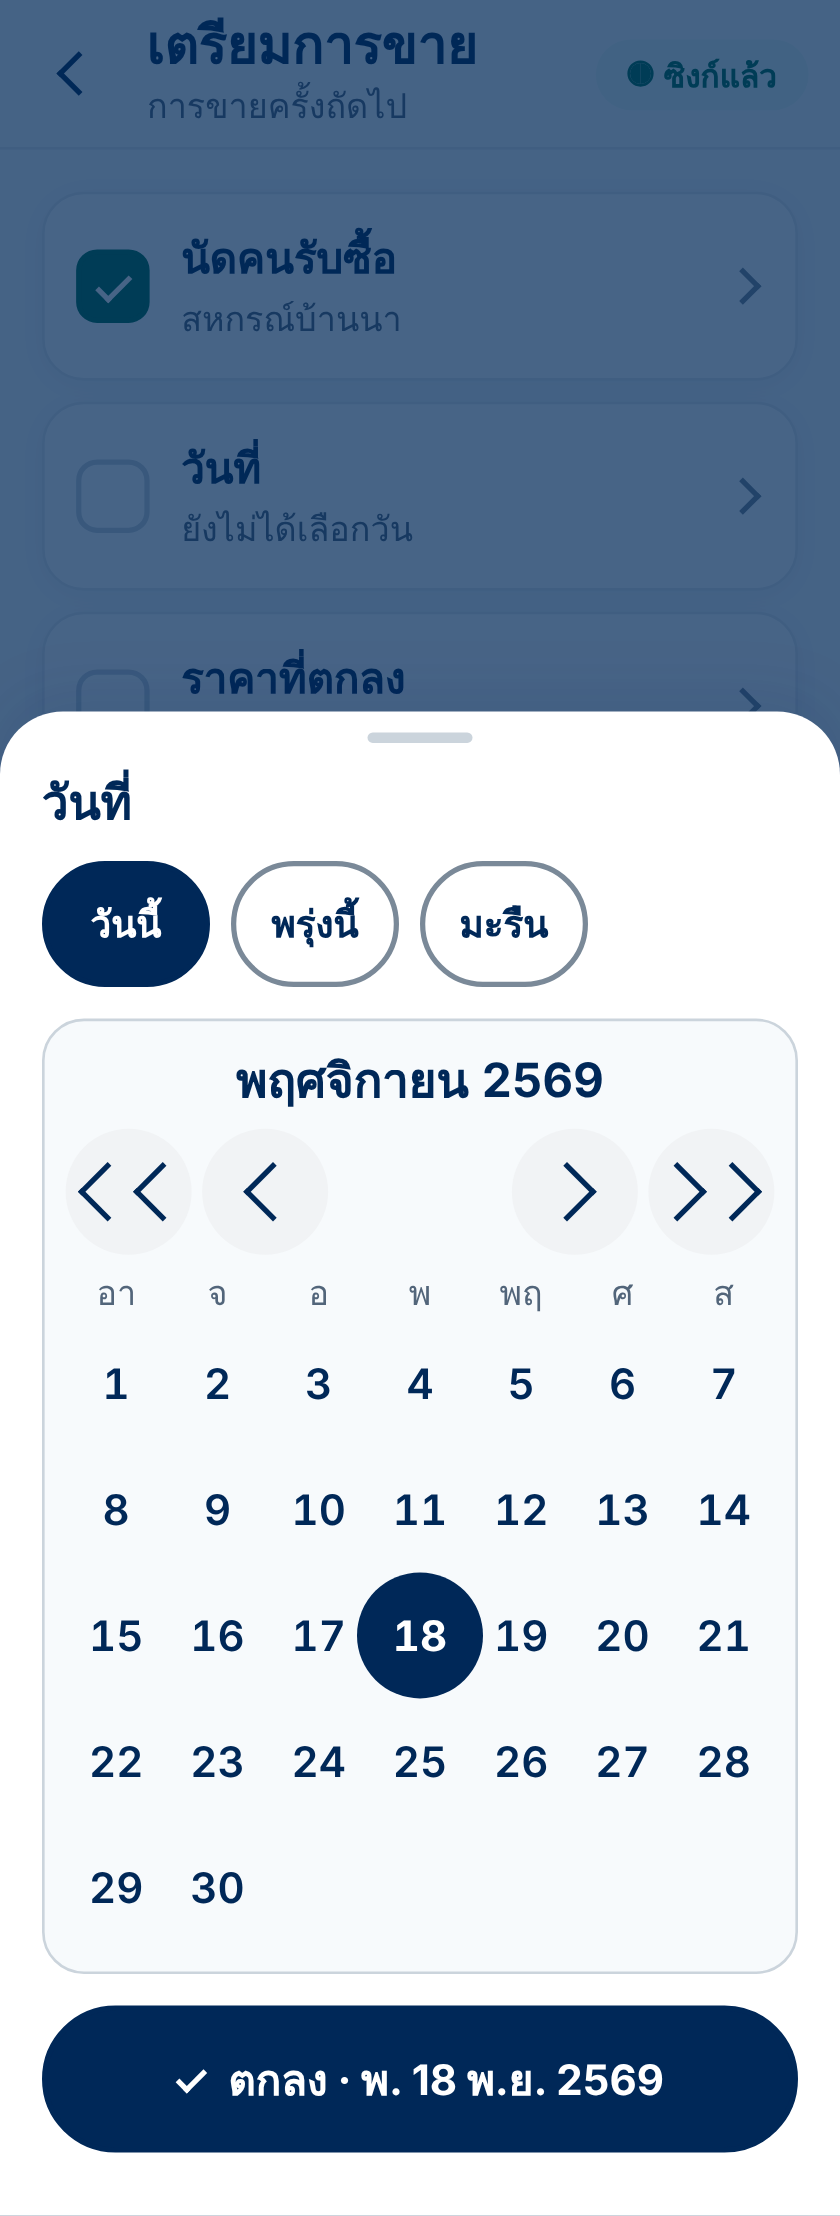 เตรียมการขาย
การขายครั้งถัดไป
ซิงก์แล้ว
นัดคนรับซื้อ
สหกรณ์บ้านนา
วันที่
ยังไม่ได้เลือกวัน
ราคาที่ตกลง
วันที่
วันนี้ พรุ่งนี้ มะรืน
พฤศจิกายน 2569
อา จ อ พ พฤ ศ ส
1 2 3 4 5 6 7
8 9 10 11 12 13 14
15 16 17 18 19 20 21
22 23 24 25 26 27 28
29 30
ตกลง · พ. 18 พ.ย. 2569